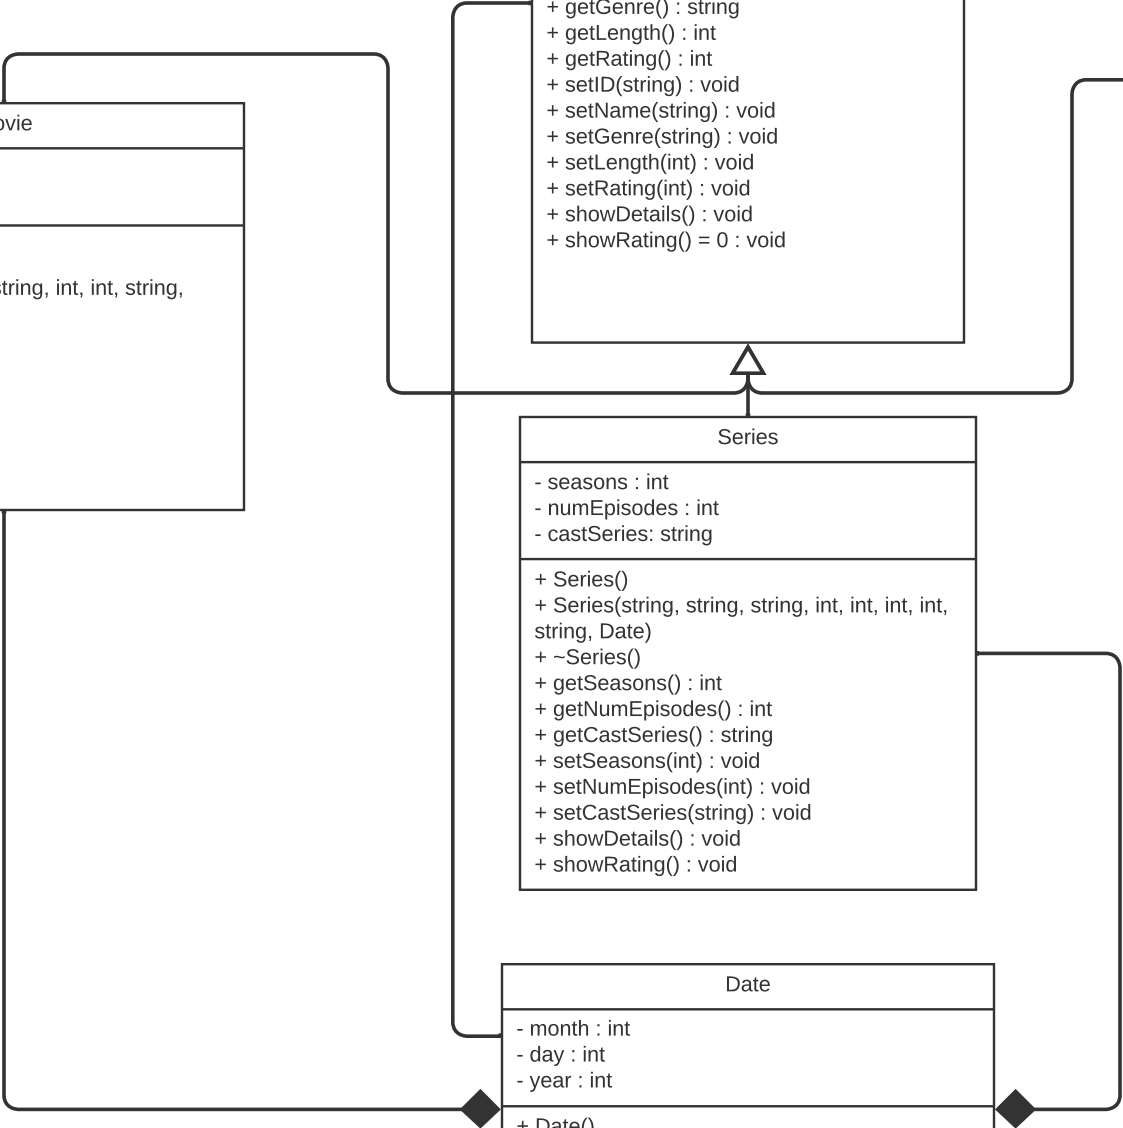 + getGenre() : string
+ getLength() : int
+ getRating() : int
+ setID(string) : void
+ setName(string) : void
+ setGenre(string) : void
+ setLength(int) : void
+ setRating(int) : void
+ showDetails() : void
+ showRating() = 0 : void
ovie
string, int, int, string,
Series
- seasons : int
- numEpisodes : int
- castSeries: string
+ Series()
+ Series(string, string, string, int, int, int, int,
string, Date)
+ ~Series()
+ getSeasons() : int
+ getNumEpisodes() : int
+ getCastSeries() : string
+ setSeasons(int) : void
+ setNumEpisodes(int) : void
+ setCastSeries(string) : void
+ showDetails() : void
+ showRating() : void
Date
- month : int
- day : int
- year : int
+ Date()